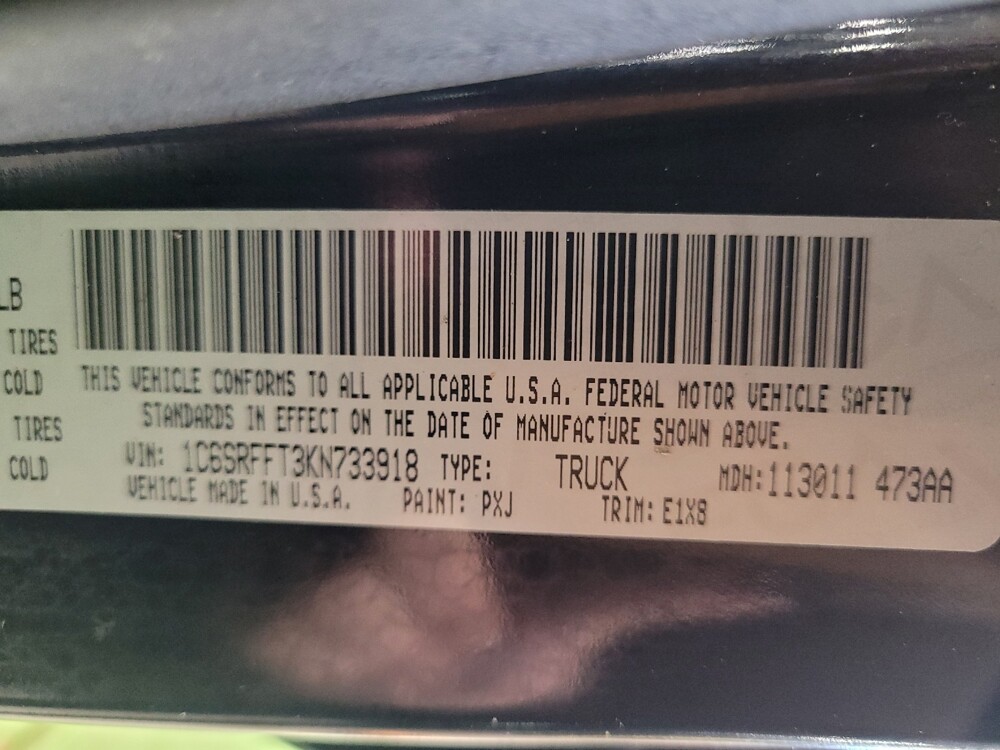 LB
TIRES
COLD
TIRES
COLD
THIS VEHICLE CONFORMS TO ALL APPLICABLE U.S.A. FEDERAL MOTOR VEHICLE SAFETY
STANDARDS IN EFFECT ON THE DATE OF MANUFACTURE SHOWN ABOVE.
VIN: 1C6SRFFT3KN733918 TYPE: TRUCK MDH:113011 473AA
VEHICLE MADE IN U.S.A. PAINT: PXJ TRIM: E1X8